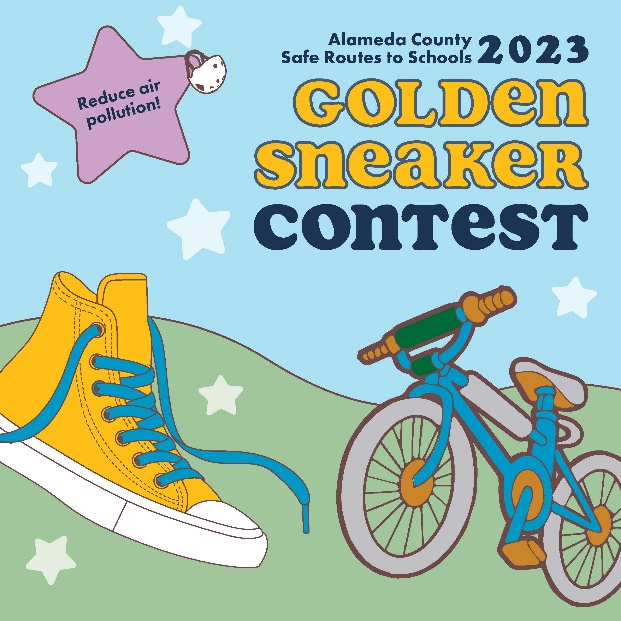 Alameda County
Safe Routes to Schools 2023
GOLDEN
SNEAKER
CONTEST
Reduce air
pollution!